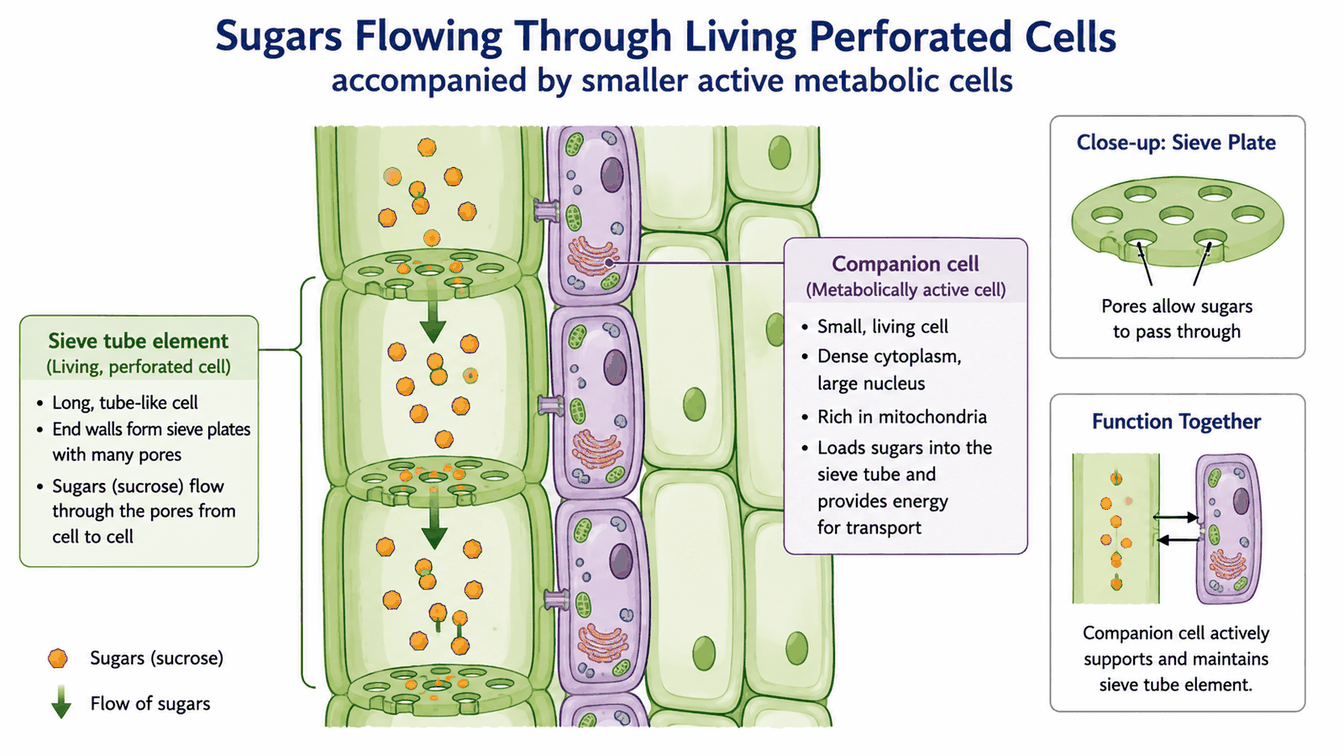 Sugars Flowing Through Living Perforated Cells
accompanied by smaller active metabolic cells
Sieve tube element
(Living, perforated cell)
• Long, tube-like cell
• End walls form sieve plates
with many pores
• Sugars (sucrose) flow
through the pores from
cell to cell
Sugars (sucrose)
Flow of sugars
Companion cell
(Metabolically active cell)
• Small, living cell
• Dense cytoplasm,
large nucleus
• Rich in mitochondria
• Loads sugars into the
sieve tube and
provides energy
for transport
Close-up: Sieve Plate
Pores allow sugars
to pass through
Function Together
Companion cell actively
supports and maintains
sieve tube element.